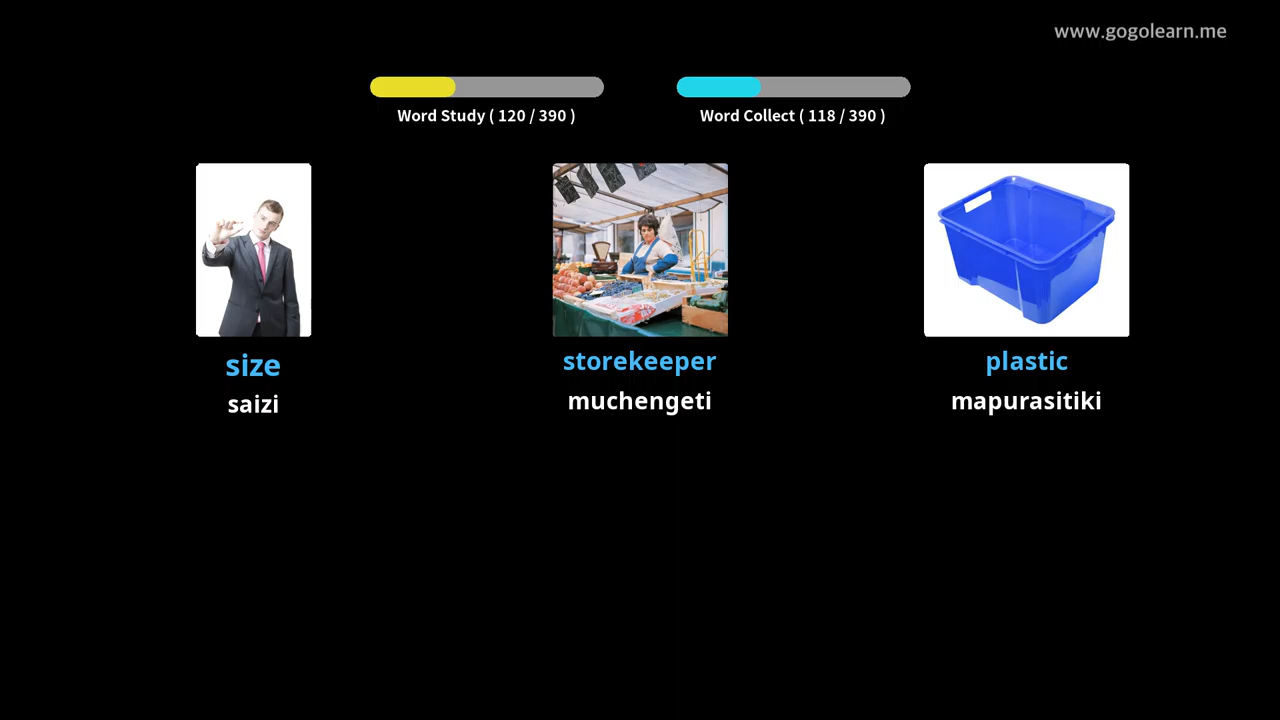 www.gogolearn.me
Word Study ( 120 / 390 )
Word Collect ( 118 / 390 )
size
saizi
storekeeper
muchengeti
plastic
mapurasitiki